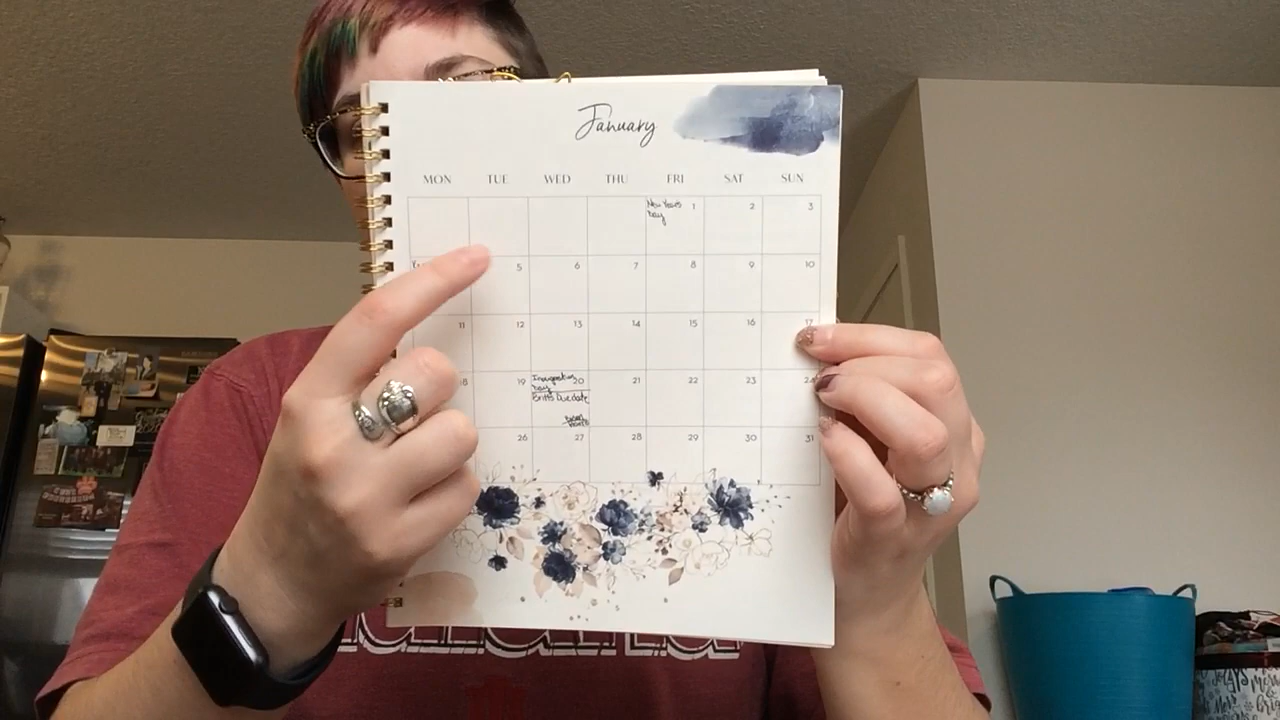 January
MON TUE WED THU FRI SAT SUN
New Years 1 2 3
Day
5 6 7 8 9 10
11 12 13 14 15 16 17
8 19 Inauguration 20 21 22 23 24
Day
Britts Due date
26 27 28 29 30 31